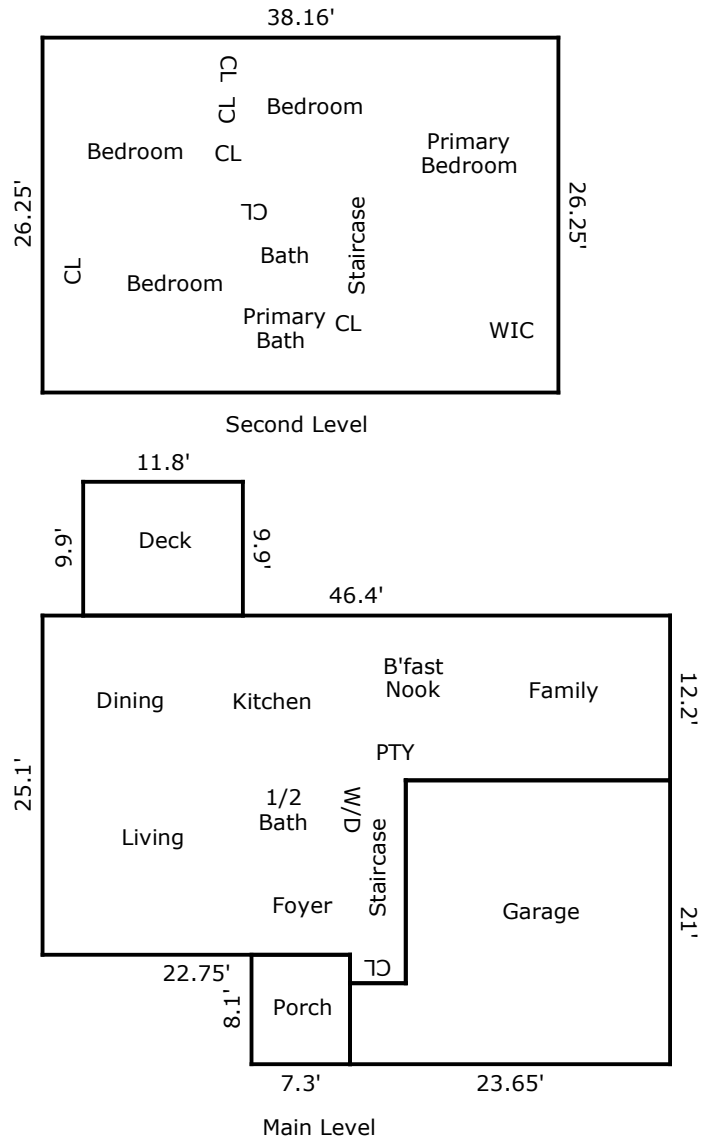 38.16'
CL
CL
Bedroom
Primary
Bedroom
Bedroom
CL
26.25'
26.25'
CL
Staircase
Bath
CL
Bedroom
Primary
Bath
CL
WIC
Second Level
11.8'
9.9'
Deck
9.9'
46.4'
B'fast
Nook
Family
12.2'
Dining
Kitchen
PTY
25.1'
1/2
Bath
W/D
Living
Staircase
Foyer
Garage
21'
CL
22.75'
8.1'
Porch
7.3'
23.65'
Main Level